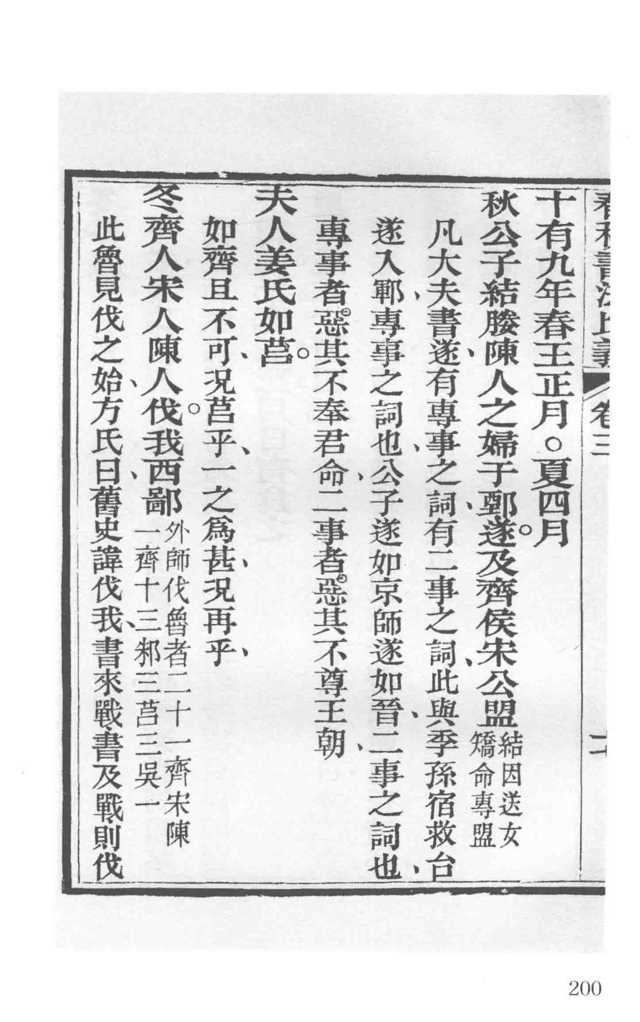 卷三
十有九年春王正月○夏四月
秋公子結媵陳人之婦于鄄遂及齊侯宋公盟結因送女矯命專盟
凡大夫書遂有專事之詞有二事之詞此與季孫宿救台
遂入鄆專事之詞也公子遂如京師遂如晉二事之詞也
專事者惡其不奉君命二事者惡其不尊王朝
夫人姜氏如莒
如齊且不可況莒乎一之爲甚況再乎
冬齊人宋人陳人伐我西鄙外師伐魯者二十一齊宋陳一齊十三邾三莒三吳一
此魯見伐之始方氏曰舊史諱伐我書來戰書及戰則伐
200